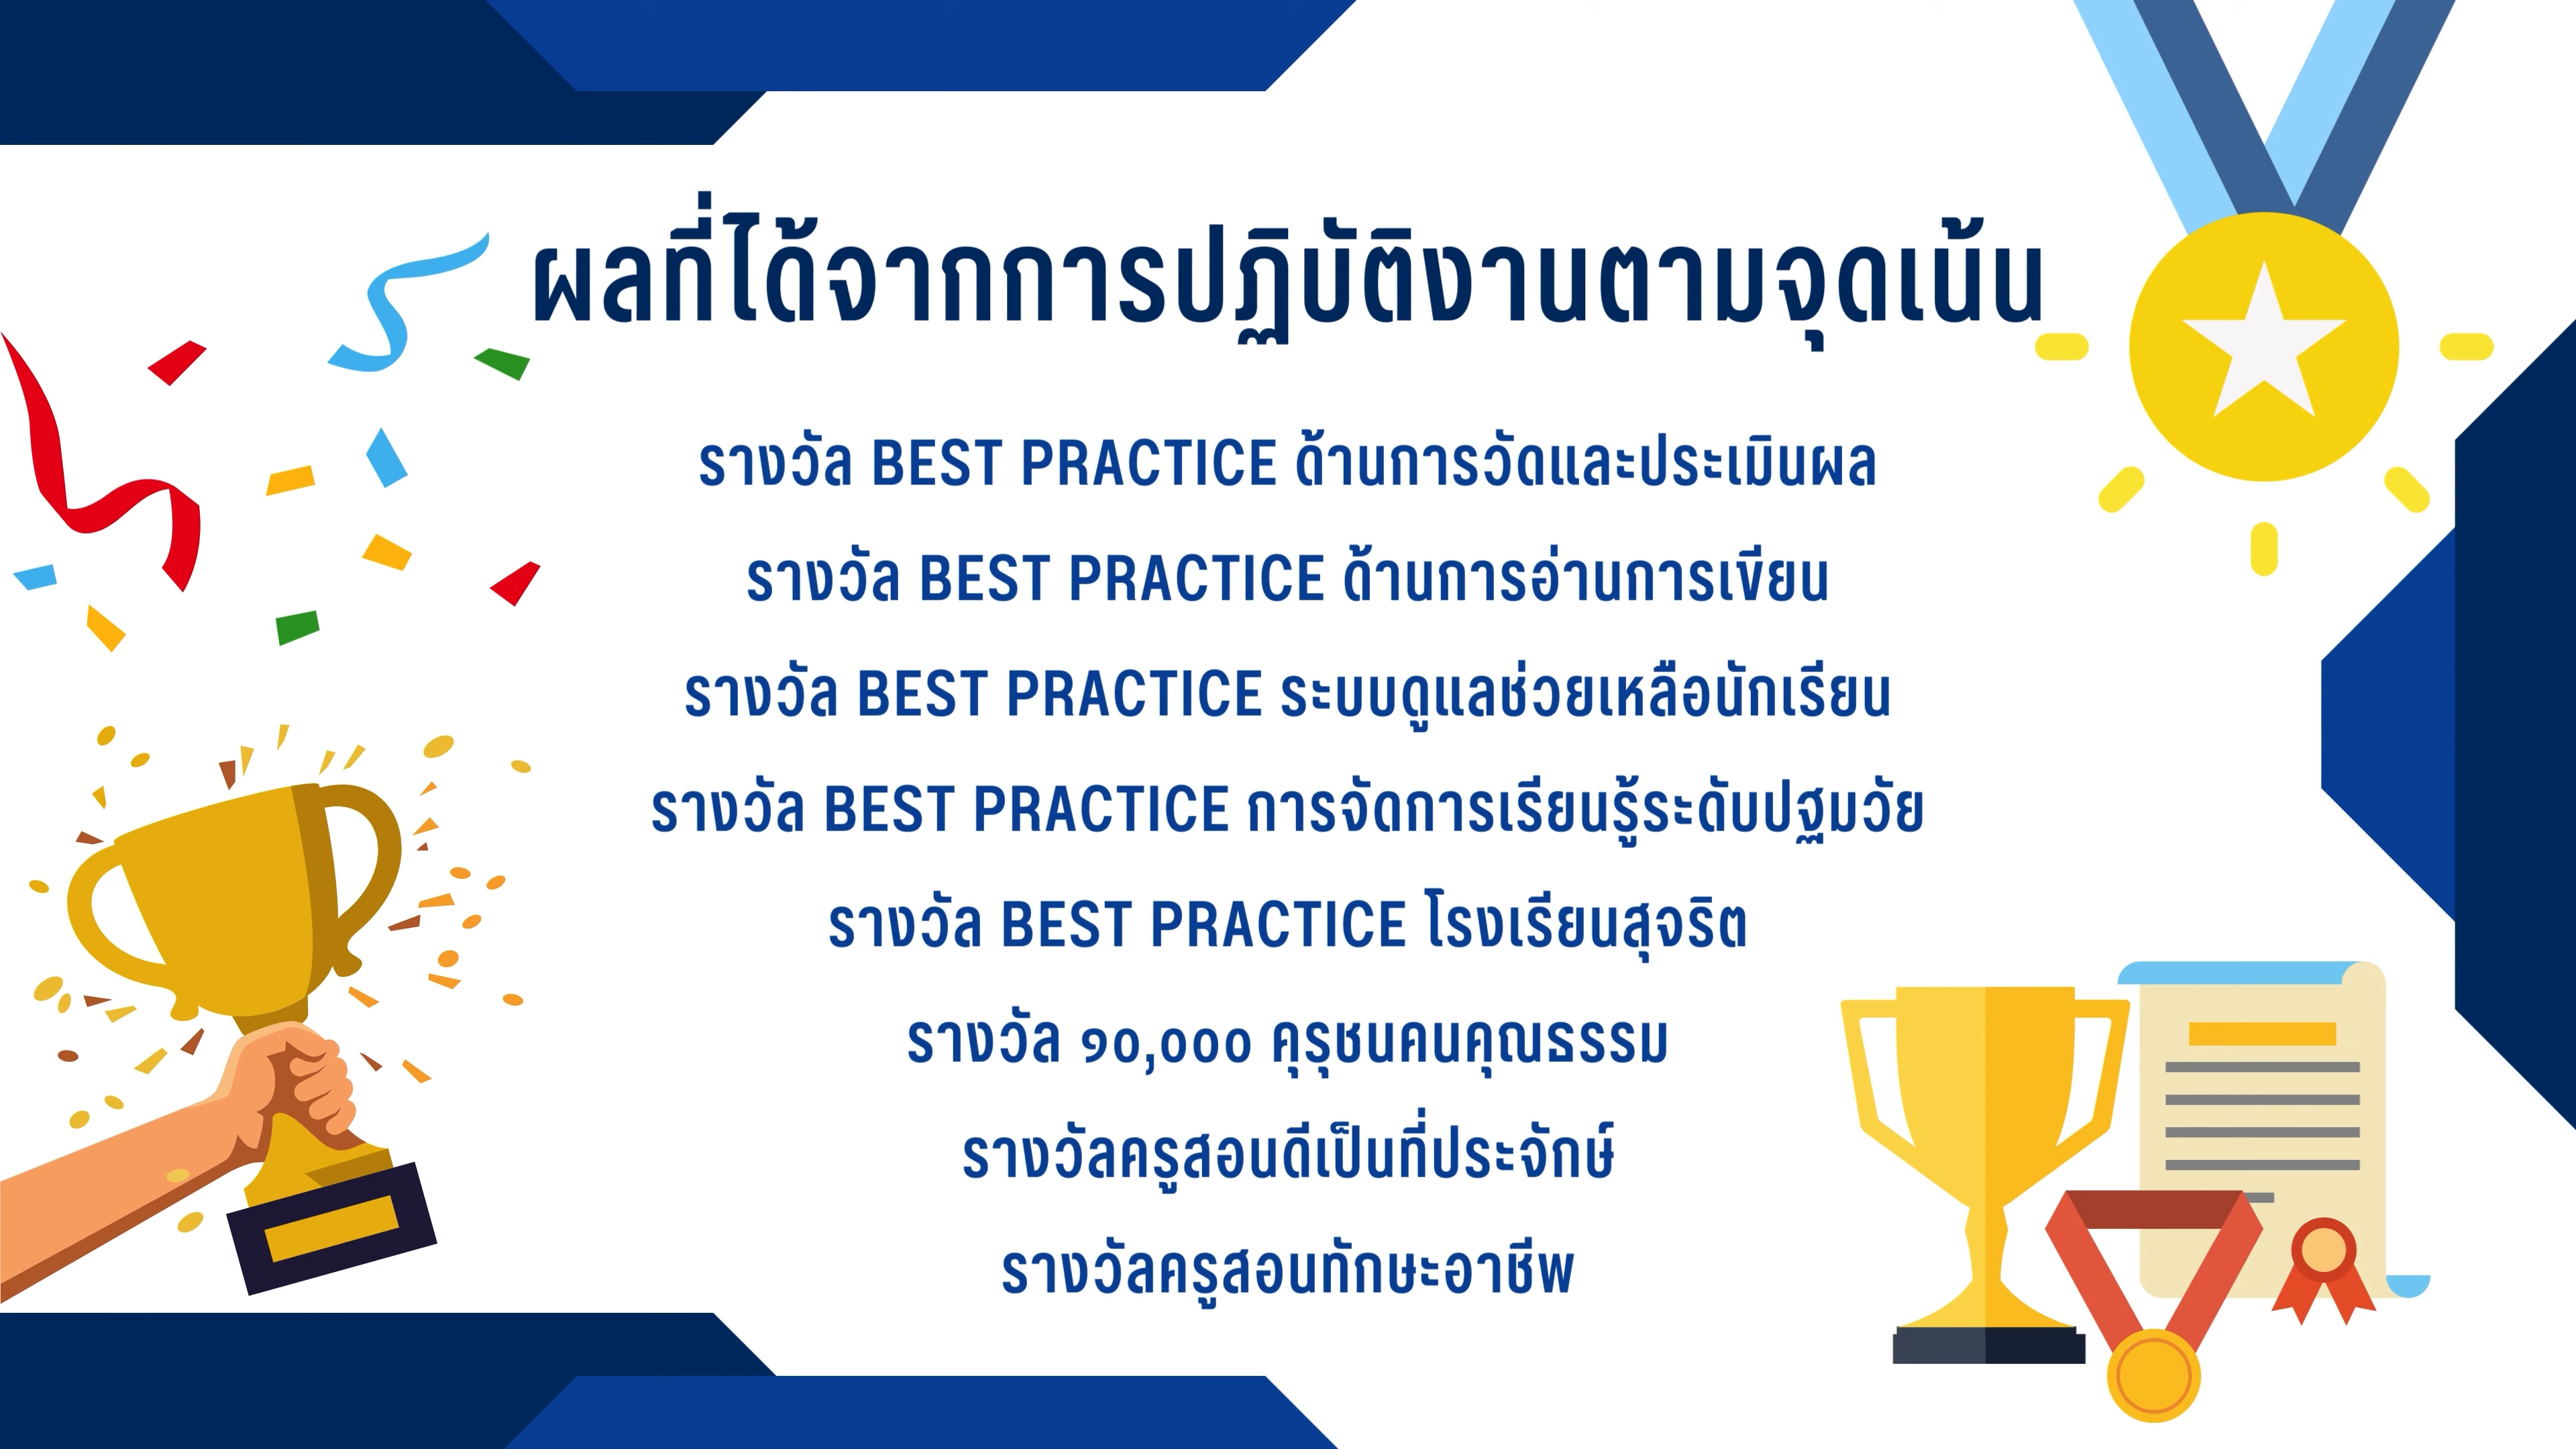 ผลที่ได้จากการปฏิบัติงานตามจุดเน้น
รางวัล BEST PRACTICE ด้านการวัดและประเมินผล
รางวัล BEST PRACTICE ด้านการอ่านการเขียน
รางวัล BEST PRACTICE ระบบดูแลช่วยเหลือนักเรียน
รางวัล BEST PRACTICE การจัดการเรียนรู้ระดับปฐมวัย
รางวัล BEST PRACTICE โรงเรียนสุจริต
รางวัล ๑๐,๐๐๐ คุรุชนคนคุณธรรม
รางวัลครูสอนดีเป็นที่ประจักษ์
รางวัลครูสอนทักษะอาชีพ